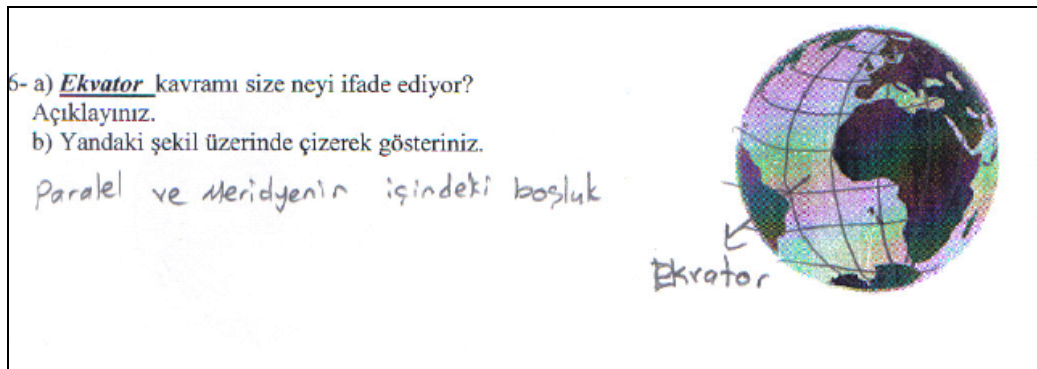 6- a) Ekvator kavramı size neyi ifade ediyor?
Açıklayınız.
b) Yandaki şekil üzerinde çizerek gösteriniz.
Paralel ve Meridyenin içindeki boşluk
Ekvator